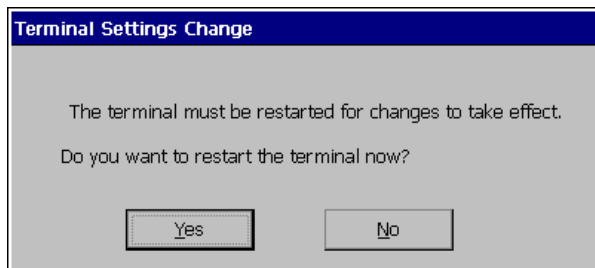 Terminal Settings Change
The terminal must be restarted for changes to take effect.
Do you want to restart the terminal now?
Yes No